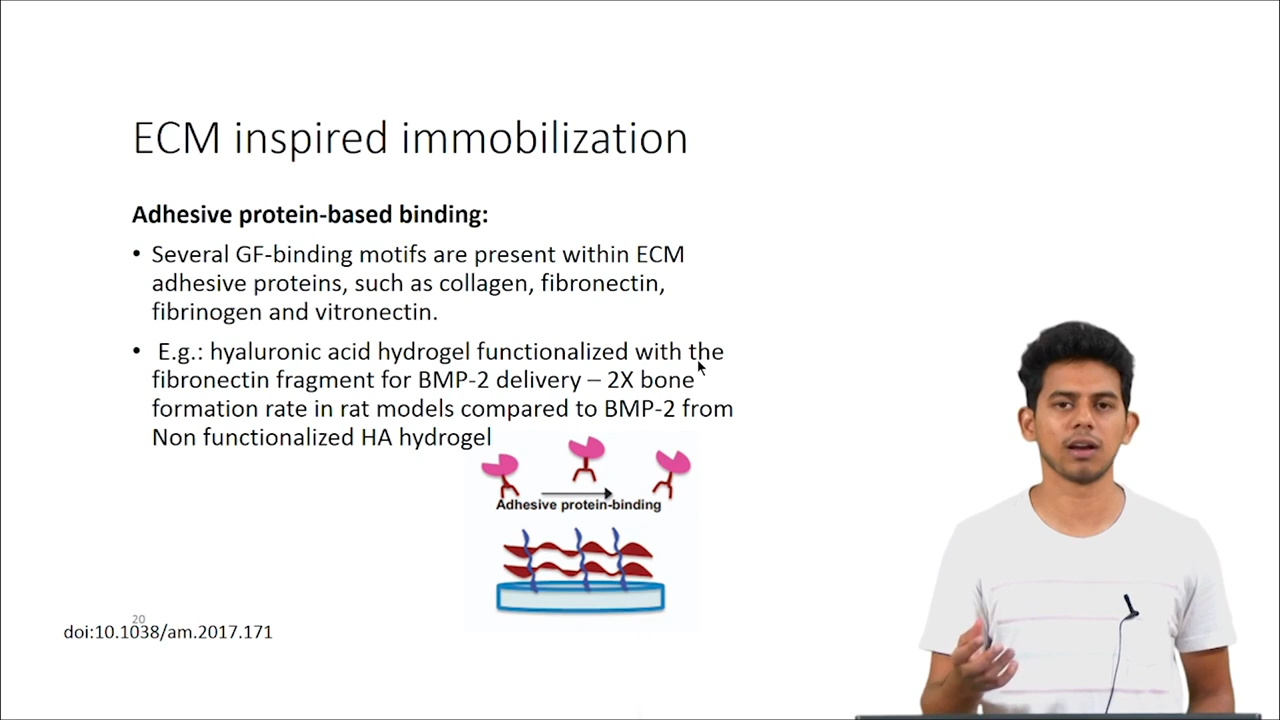 ECM inspired immobilization
Adhesive protein-based binding:
• Several GF-binding motifs are present within ECM
adhesive proteins, such as collagen, fibronectin,
fibrinogen and vitronectin.
• E.g.: hyaluronic acid hydrogel functionalized with the
fibronectin fragment for BMP-2 delivery – 2X bone
formation rate in rat models compared to BMP-2 from
Non functionalized HA hydrogel
Adhesive protein-binding
20
doi:10.1038/am.2017.171